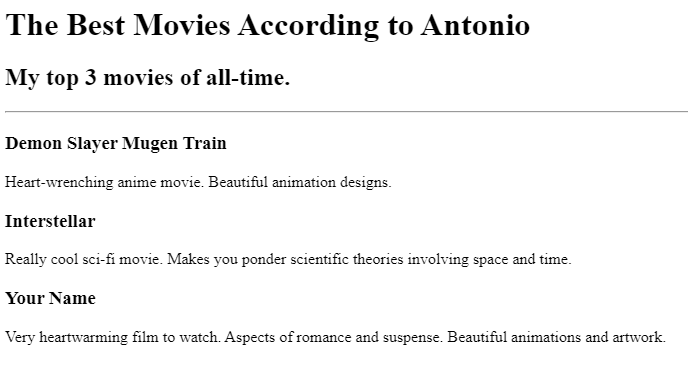 The Best Movies According to Antonio
My top 3 movies of all-time.
Demon Slayer Mugen Train
Heart-wrenching anime movie. Beautiful animation designs.
Interstellar
Really cool sci-fi movie. Makes you ponder scientific theories involving space and time.
Your Name
Very heartwarming film to watch. Aspects of romance and suspense. Beautiful animations and artwork.